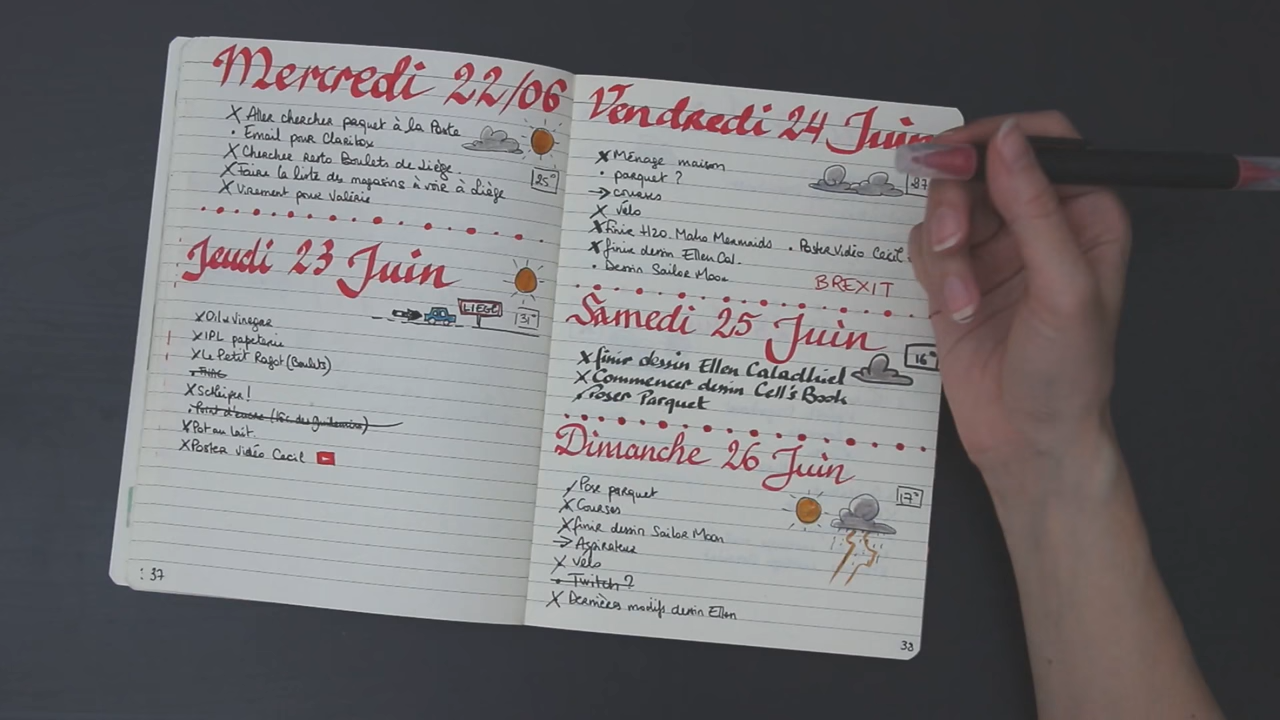 Mercredi 22/06
X Aller chercher paquet à la Poste
• Email pour Claribox
X Chercher resto Boulets de Liège.
X Faire la liste des magasins à voir à Liège
X Virement pour Valérie
25°
Jeudi 23 Juin
LIEGE
31°
X Oil & Vinegar
X IPL papeterie
X Le Petit Ragot (Boulets)
X Schleiper!
X Pot au lait.
X Poster vidéo Cecil
37
Vendredi 24 Juin
X Ménage maison
• parquet ?
→ courses
X vélo
X finir H2O Mako Mermaids • Poster Vidéo Cecil
X finir dessin Ellen Cal.
• Dessin Sailor Moon
BREXIT
27
Samedi 25 Juin
X finir dessin Ellen Caladhiel
X Commencer dessin Cell's Book
/ Poser Parquet
16°
Dimanche 26 Juin
/ Pose parquet
X Courses
X finir dessin Sailor Moon
→ Aspirateur
X vélo
• Twitch ?
X Dernières modifs dessin Ellen
17°
38